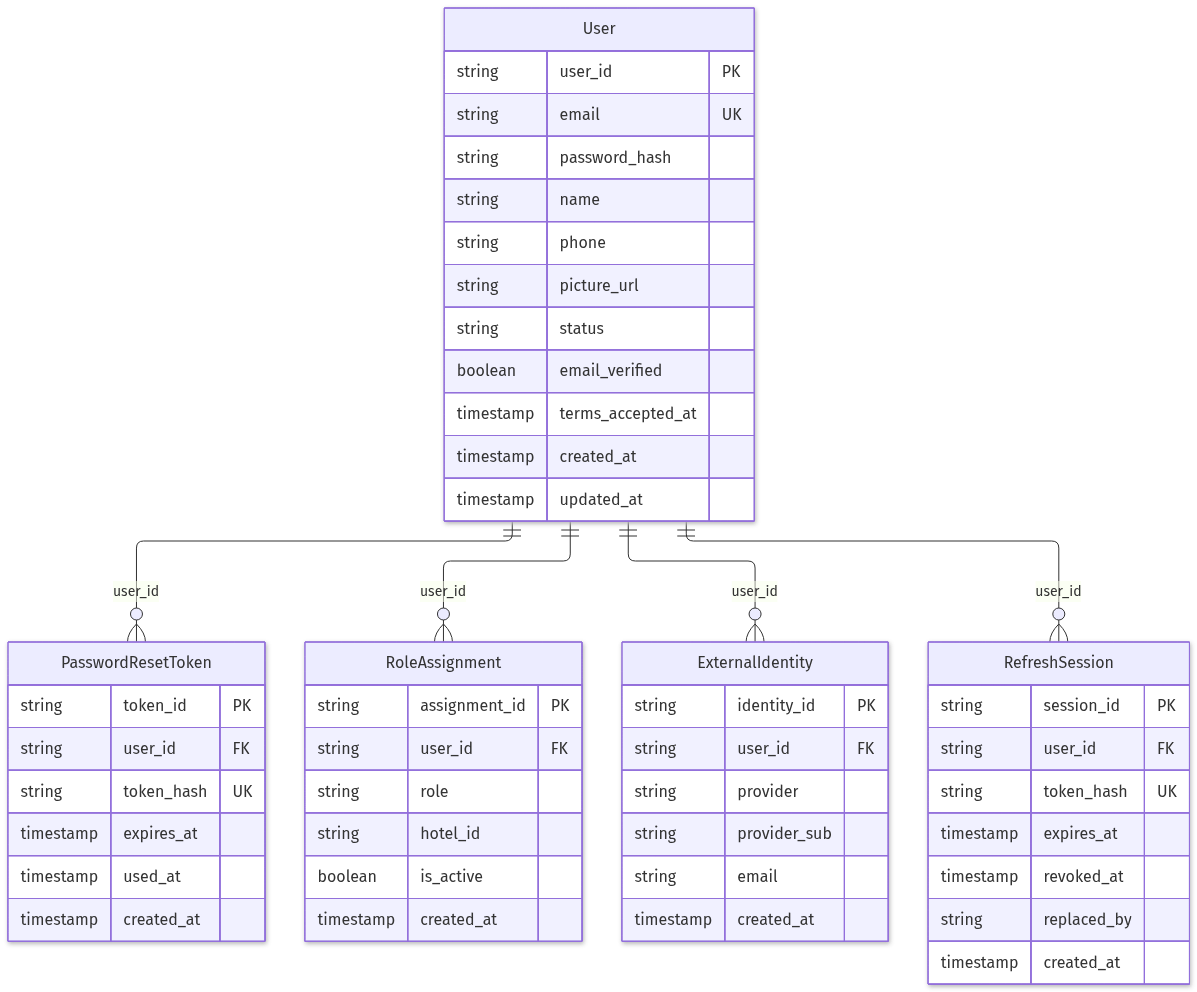 User
string user_id PK
string email UK
string password_hash
string name
string phone
string picture_url
string status
boolean email_verified
timestamp terms_accepted_at
timestamp created_at
timestamp updated_at
user_id user_id user_id user_id
PasswordResetToken
string token_id PK
string user_id FK
string token_hash UK
timestamp expires_at
timestamp used_at
timestamp created_at
RoleAssignment
string assignment_id PK
string user_id FK
string role
string hotel_id
boolean is_active
timestamp created_at
ExternalIdentity
string identity_id PK
string user_id FK
string provider
string provider_sub
string email
timestamp created_at
RefreshSession
string session_id PK
string user_id FK
string token_hash UK
timestamp expires_at
timestamp revoked_at
string replaced_by
timestamp created_at